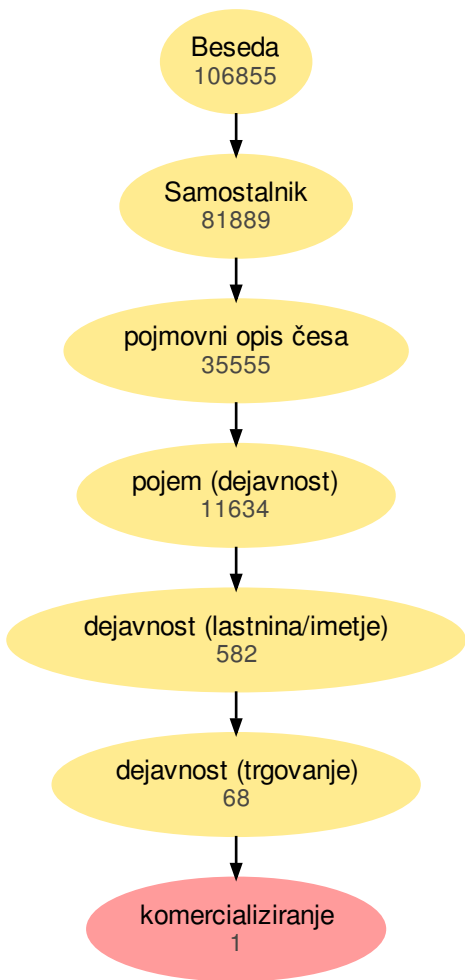 Beseda
106855
Samostalnik
81889
pojmovni opis česa
35555
pojem (dejavnost)
11634
dejavnost (lastnina/imetje)
582
dejavnost (trgovanje)
68
komercializiranje
1